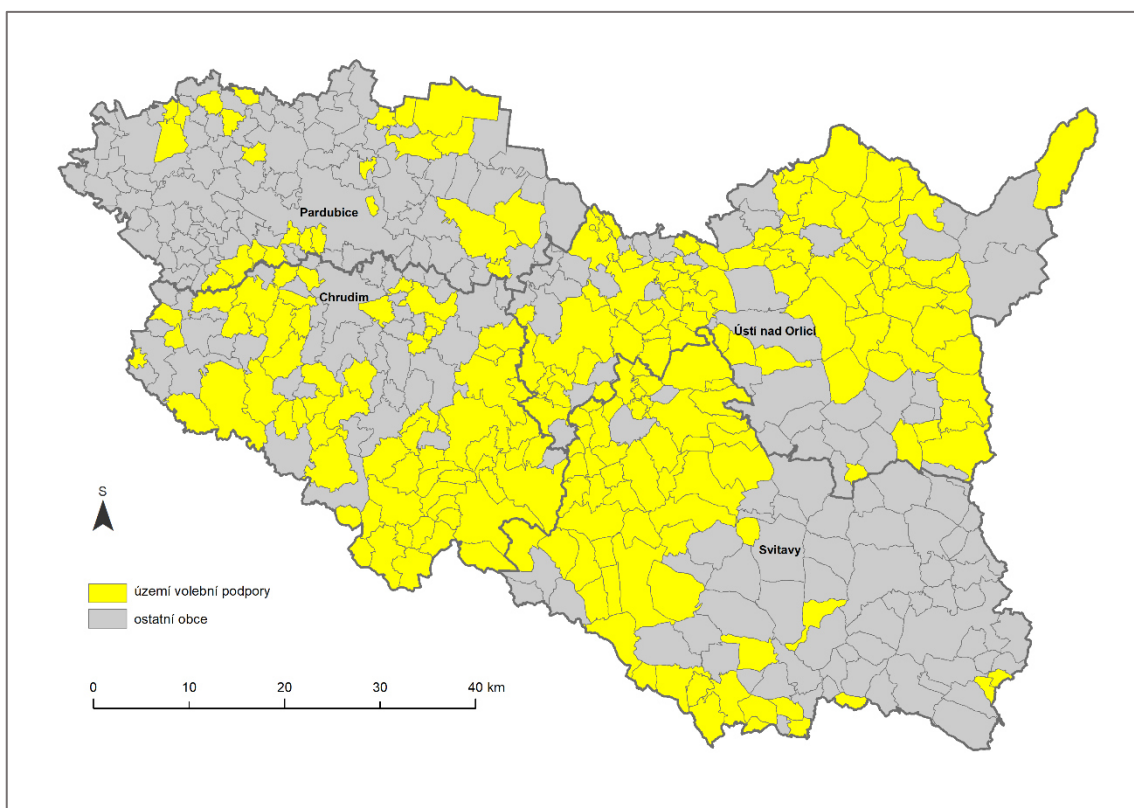 Pardubice
Chrudim
Ústí nad Orlicí
S
Svitavy
území volební podpory
ostatní obce
0 10 20 30 40 km